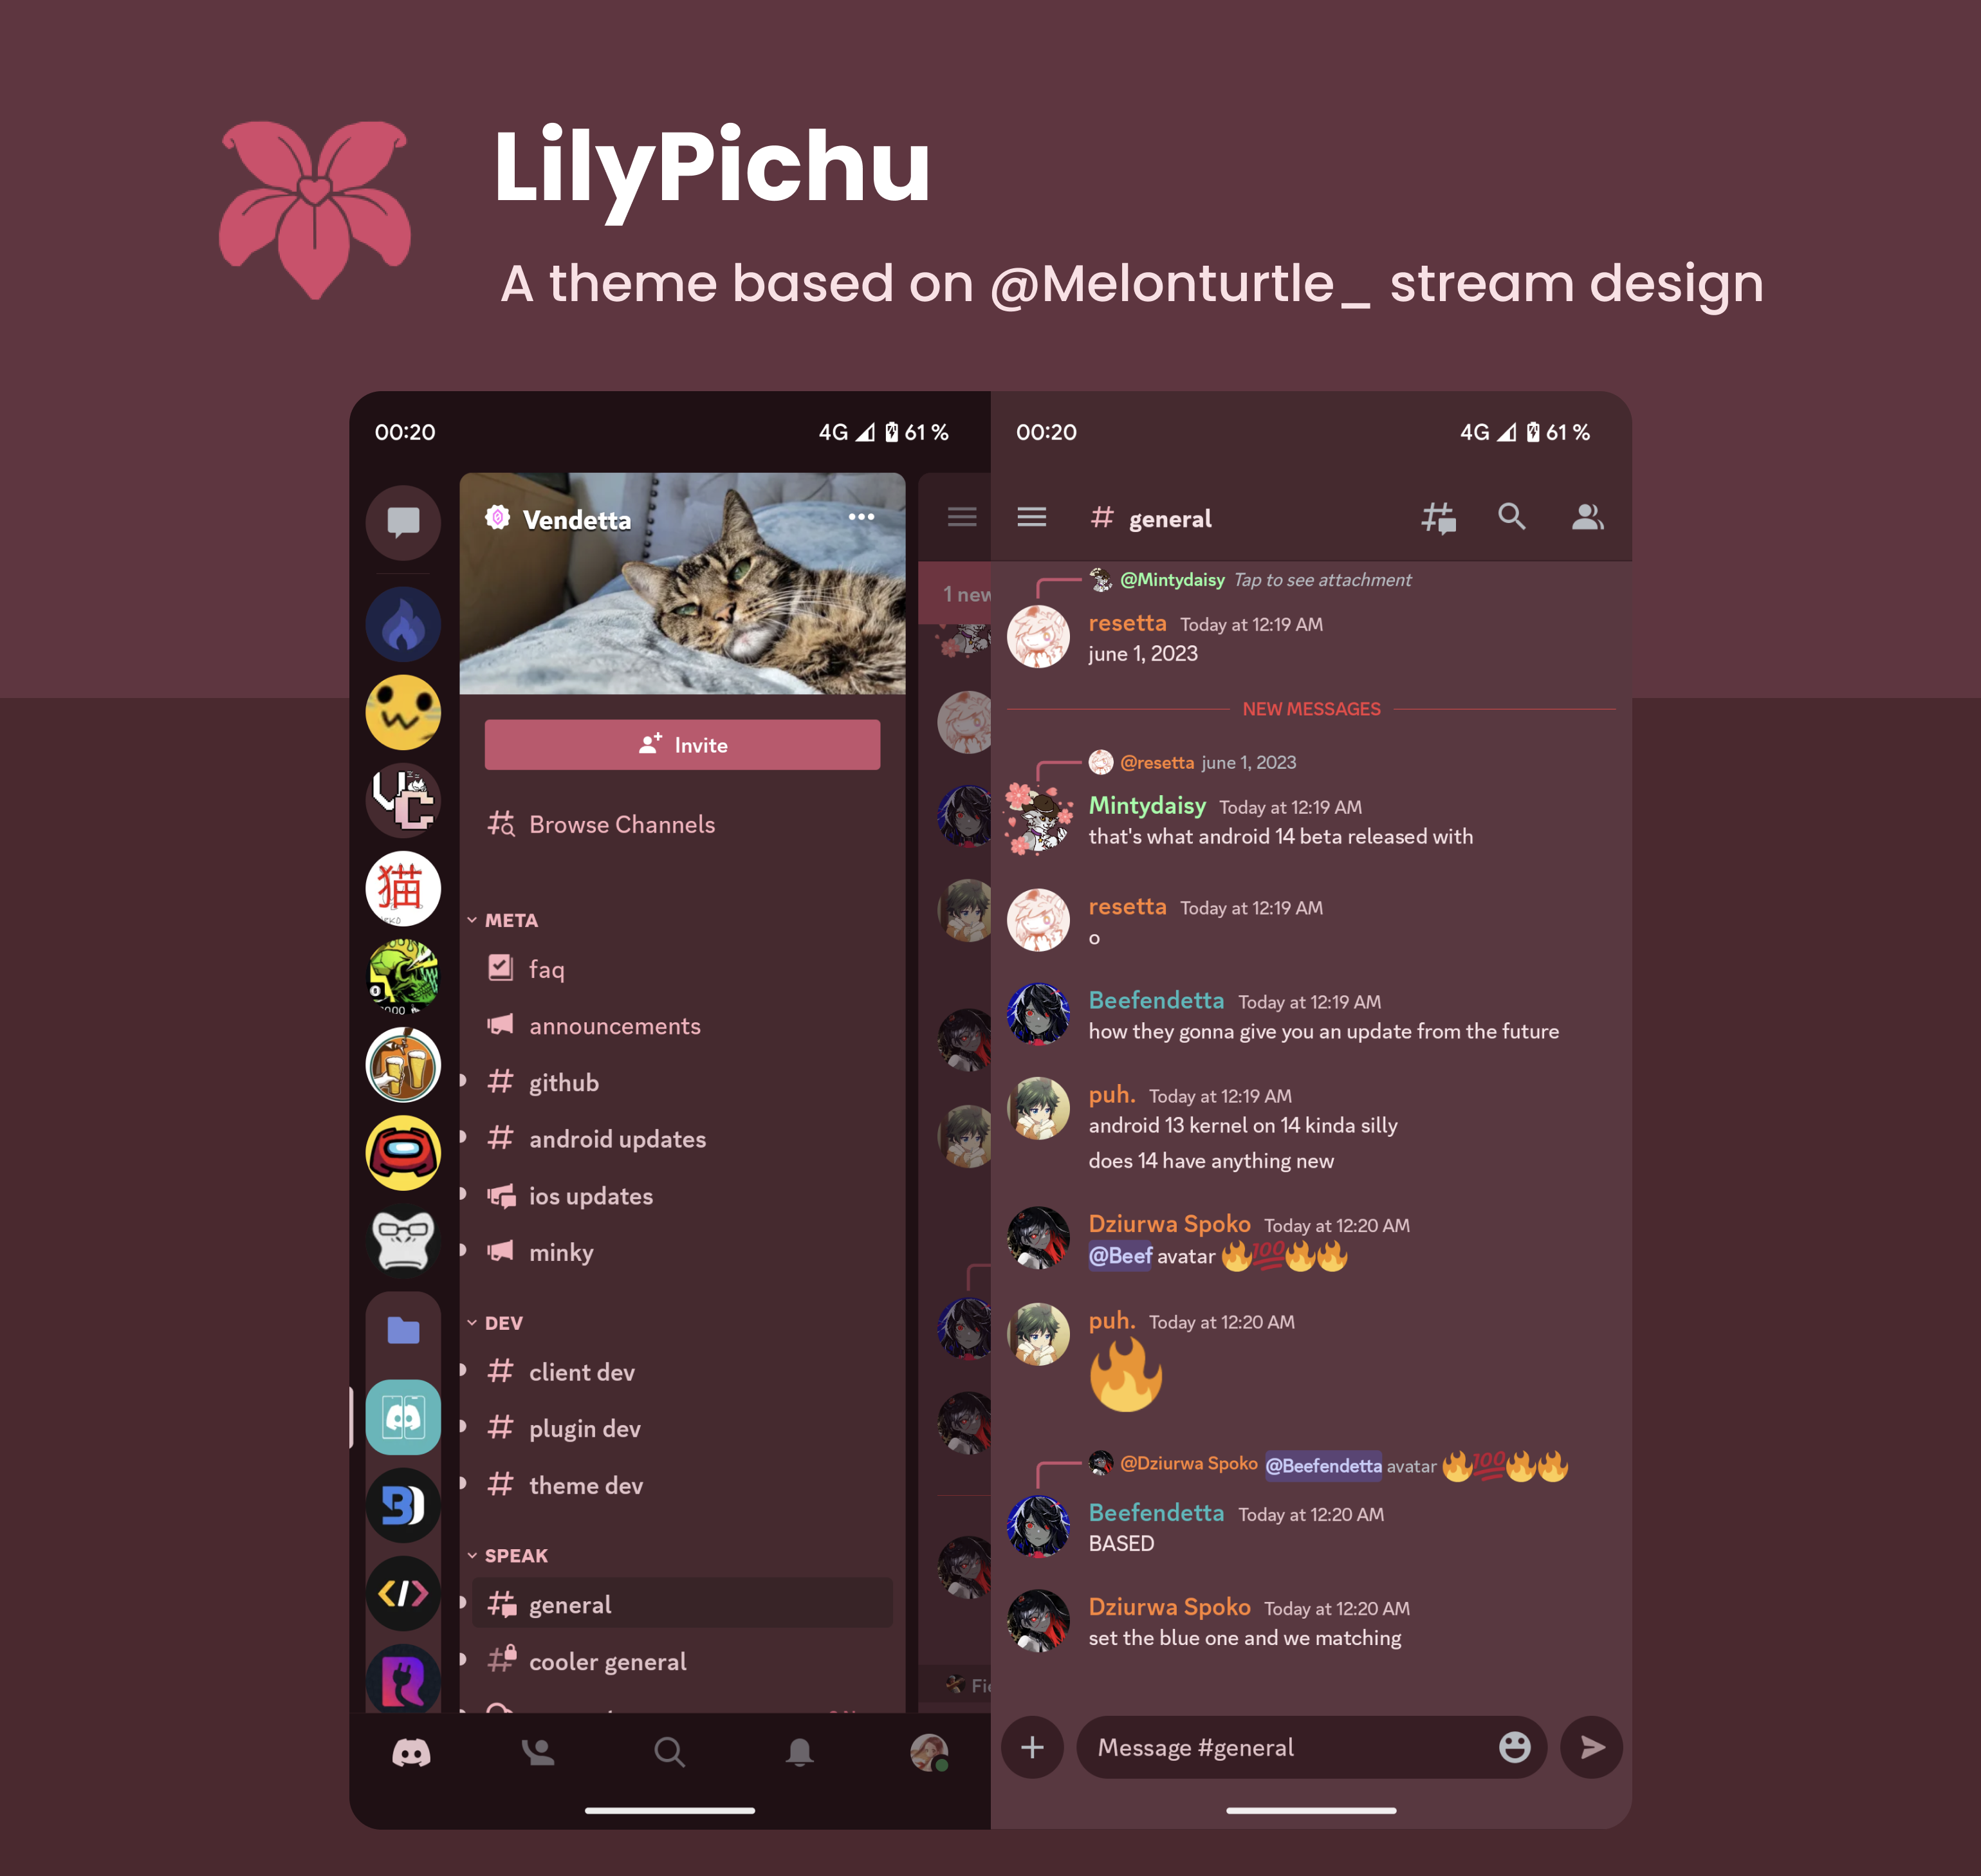 LilyPichu
A theme based on @Melonturtle_ stream design
00:20
4G 61 %
Vendetta
Invite
Browse Channels
META
faq
announcements
github
android updates
ios updates
minky
DEV
client dev
plugin dev
theme dev
SPEAK
general
cooler general
猫
1 new
00:20
4G 61 %
# general
@Mintydaisy Tap to see attachment
resetta Today at 12:19 AM
june 1, 2023
NEW MESSAGES
@resetta june 1, 2023
Mintydaisy Today at 12:19 AM
that's what android 14 beta released with
resetta Today at 12:19 AM
o
Beefendetta Today at 12:19 AM
how they gonna give you an update from the future
puh. Today at 12:19 AM
android 13 kernel on 14 kinda silly
does 14 have anything new
Dziurwa Spoko Today at 12:20 AM
@Beef avatar 🔥💯🔥🔥
puh. Today at 12:20 AM
🔥
@Dziurwa Spoko @Beefendetta avatar 🔥💯🔥🔥
Beefendetta Today at 12:20 AM
BASED
Dziurwa Spoko Today at 12:20 AM
set the blue one and we matching
Message #general